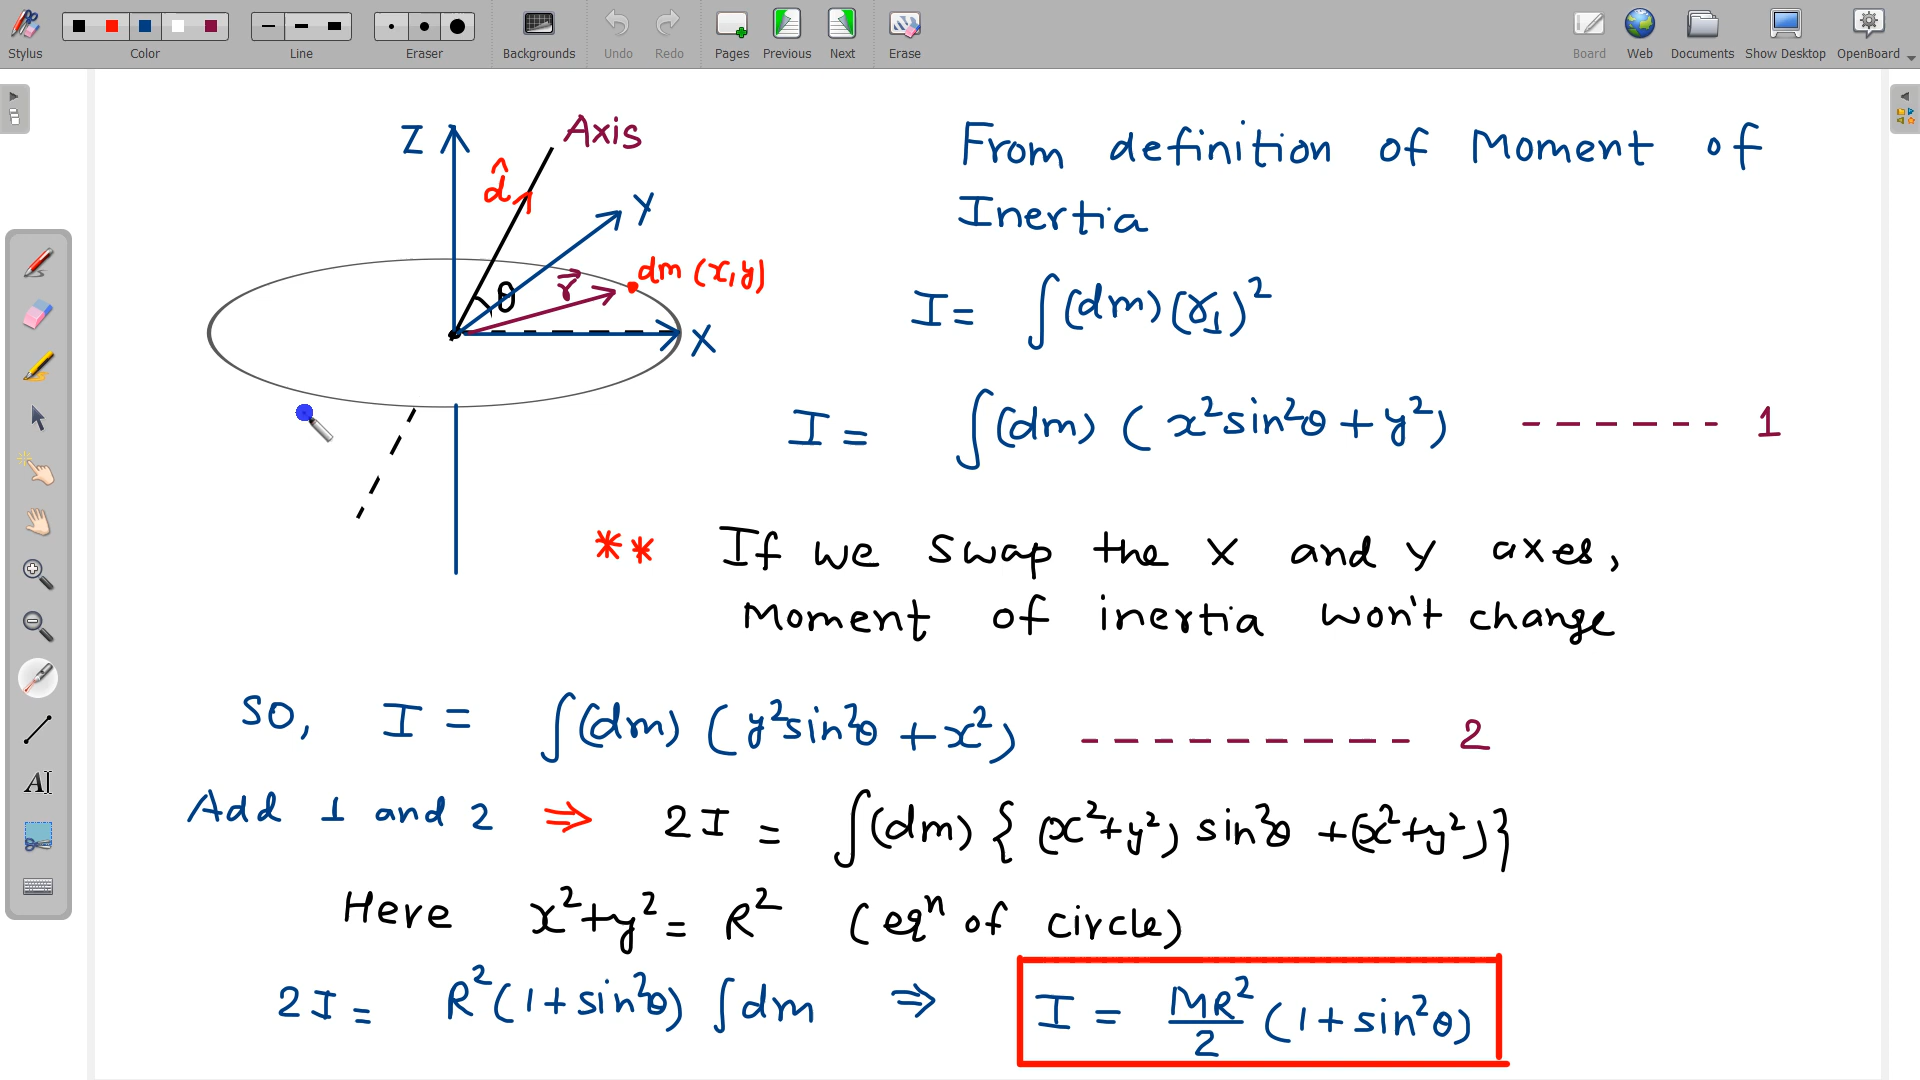 Stylus Color Line Eraser Backgrounds Undo Redo Pages Previous Next Erase Board Web Documents Show Desktop OpenBoard
Z
Axis
d̂
Y
dm (x,y)
r⃗
θ
X
From definition of Moment of
Inertia
I = ∫(dm)(r⊥)²
I = ∫(dm) (x²sin²θ + y²) ------ 1
** If we swap the X and Y axes,
Moment of inertia won't change
SO, I = ∫(dm) (y²sin²θ + x²) ---------- 2
Add 1 and 2 ⇒ 2I = ∫(dm) { (x²+y²) sin²θ + (x²+y²) }
Here x²+y² = R² (eqⁿ of circle)
2I = R²(1+sin²θ) ∫dm ⇒ I = MR²/2 (1+sin²θ)